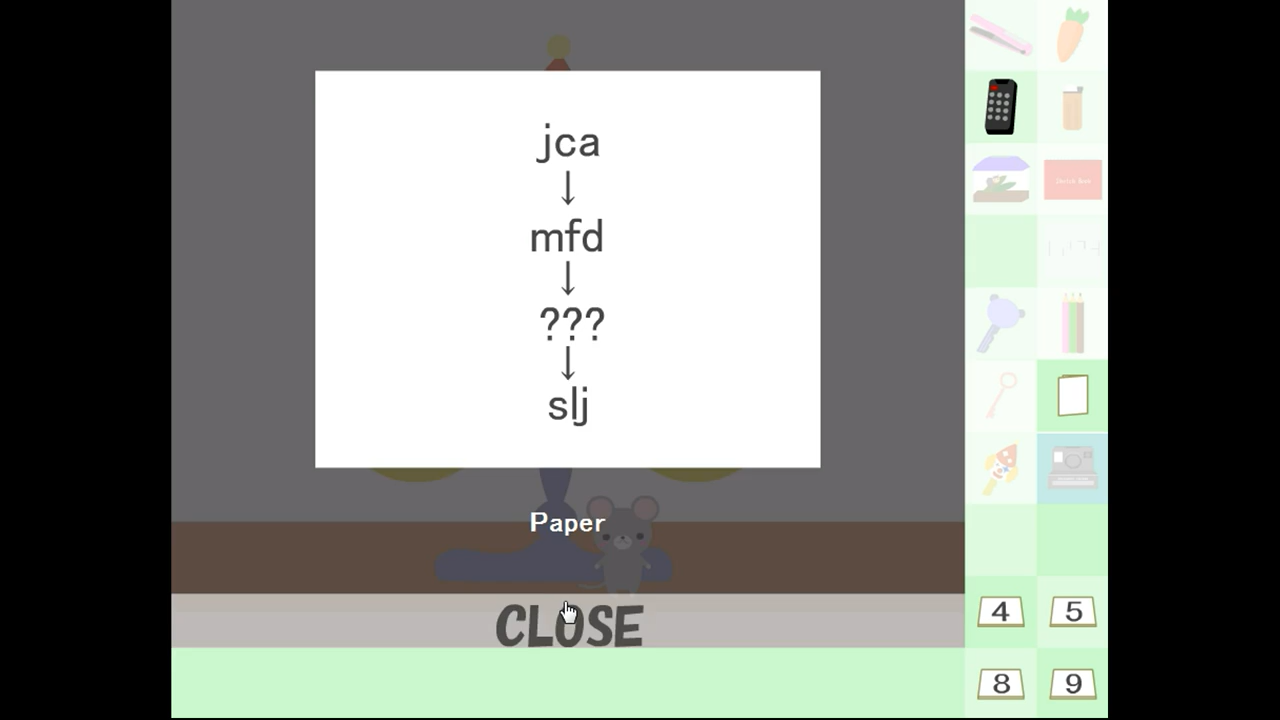 jca
↓
mfd
↓
???
↓
slj
Paper
CLOSE
4 5
8 9